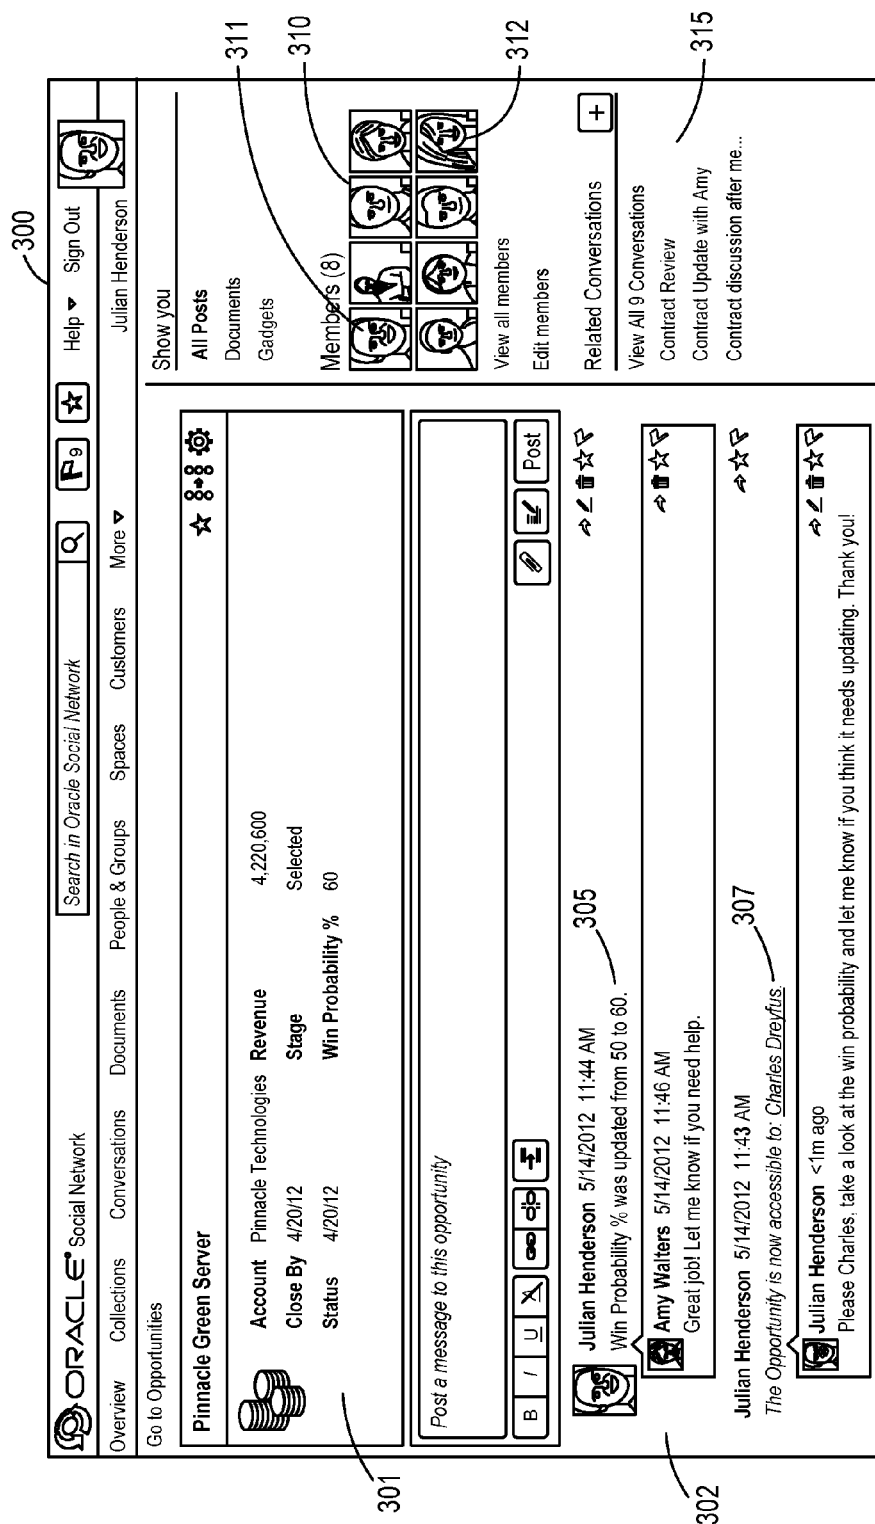 300
ORACLE® Social Network
Search in Oracle Social Network
9
Help
Sign Out
Overview
Collections
Conversations
Documents
People & Groups
Spaces
Customers
More
Julian Henderson
Go to Opportunities
Pinnacle Green Server
Account Pinnacle Technologies Revenue 4,220,600
Close By 4/20/12 Stage Selected
Status 4/20/12 Win Probability % 60
301
Post a message to this opportunity
B I U A
Post
302
Julian Henderson 5/14/2012 11:44 AM
Win Probability % was updated from 50 to 60.
305
Amy Walters 5/14/2012 11:46 AM
Great job! Let me know if you need help.
Julian Henderson 5/14/2012 11:43 AM
The Opportunity is now accessible to: Charles Dreyfus.
307
Julian Henderson <1m ago
Please Charles, take a look at the win probability and let me know if you think it needs updating. Thank you!
Show you
All Posts
Documents
Gadgets
Members (8)
311
310
312
View all members
Edit members
Related Conversations
+
View All 9 Conversations
Contract Review
Contract Update with Amy
Contract discussion after me...
315